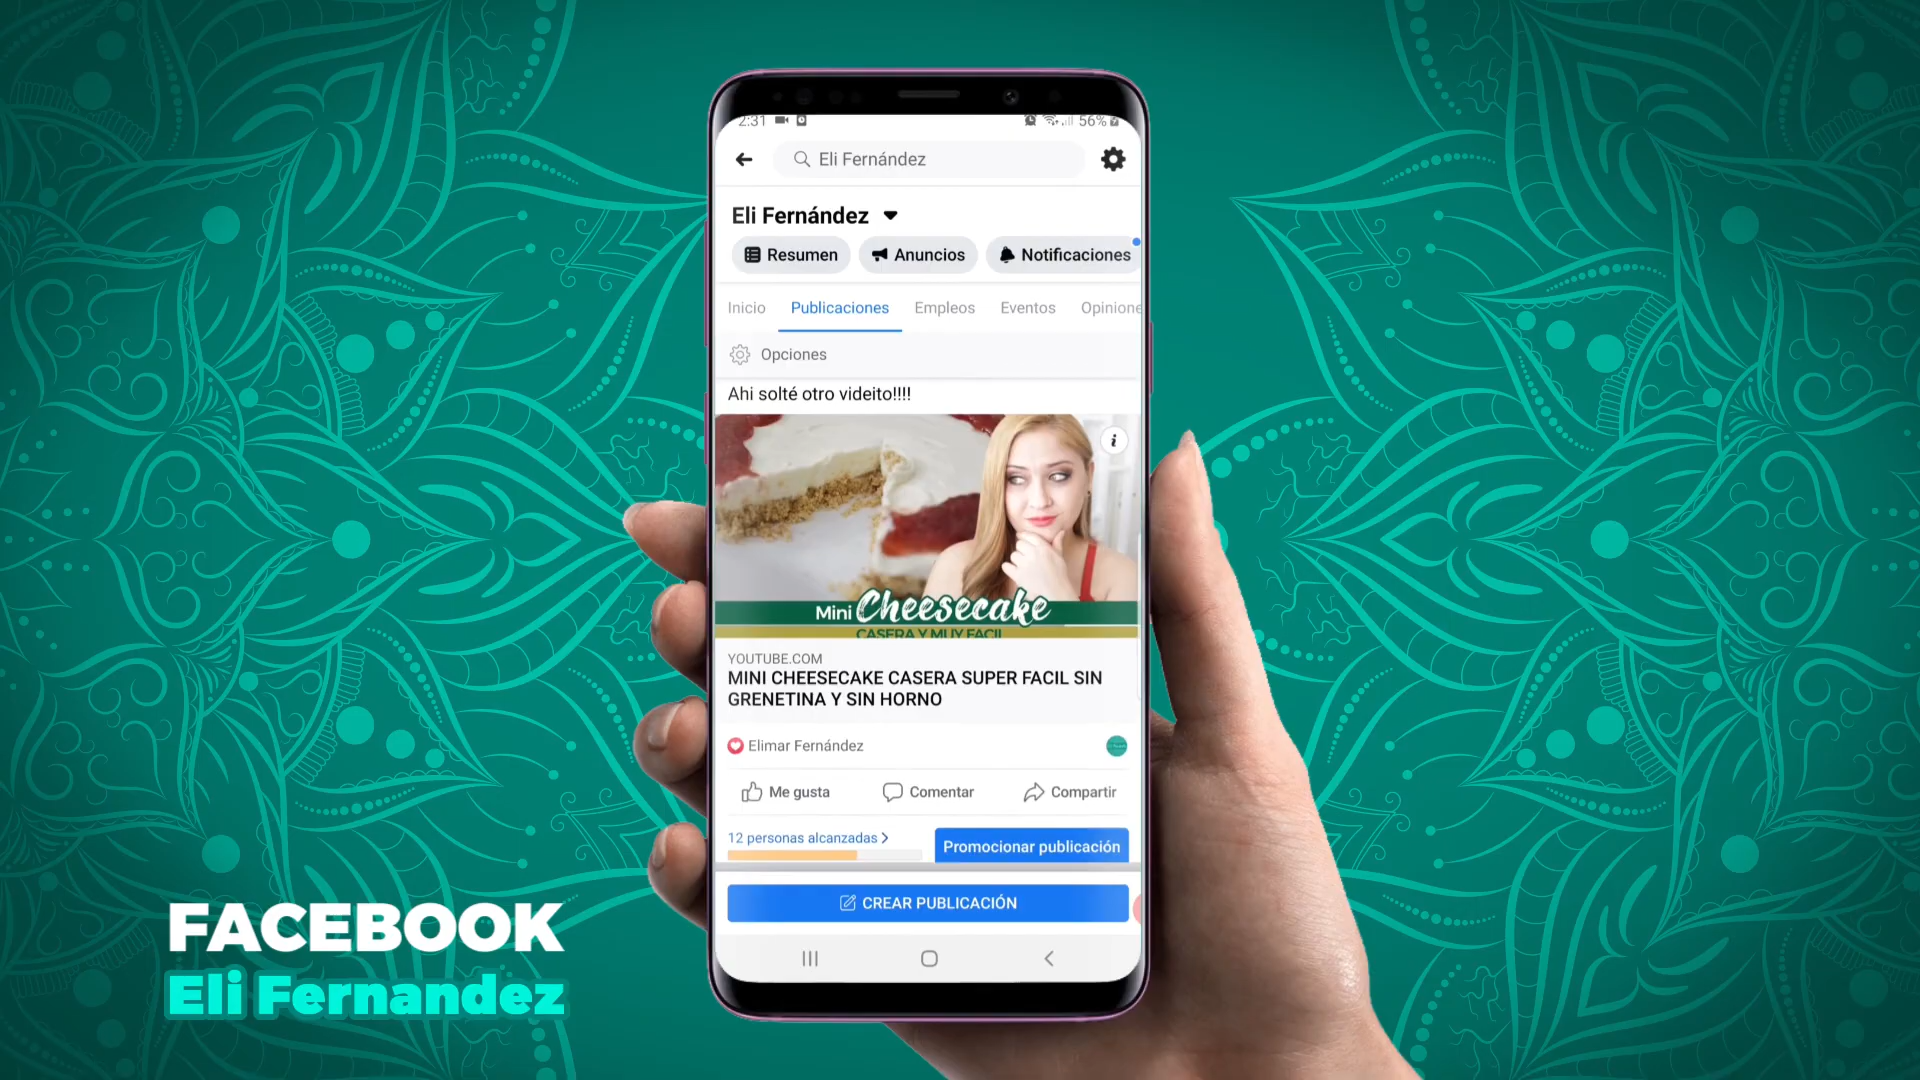 2:31
56%
Eli Fernández
Eli Fernández
Resumen
Anuncios
Notificaciones
Inicio
Publicaciones
Empleos
Eventos
Opinione
Opciones
Ahi solté otro videito!!!!
Mini Cheesecake
CASERA Y MUY FACIL
YOUTUBE.COM
MINI CHEESECAKE CASERA SUPER FACIL SIN
GRENETINA Y SIN HORNO
Elimar Fernández
Me gusta
Comentar
Compartir
12 personas alcanzadas
Promocionar publicación
CREAR PUBLICACIÓN
FACEBOOK
Eli Fernandez